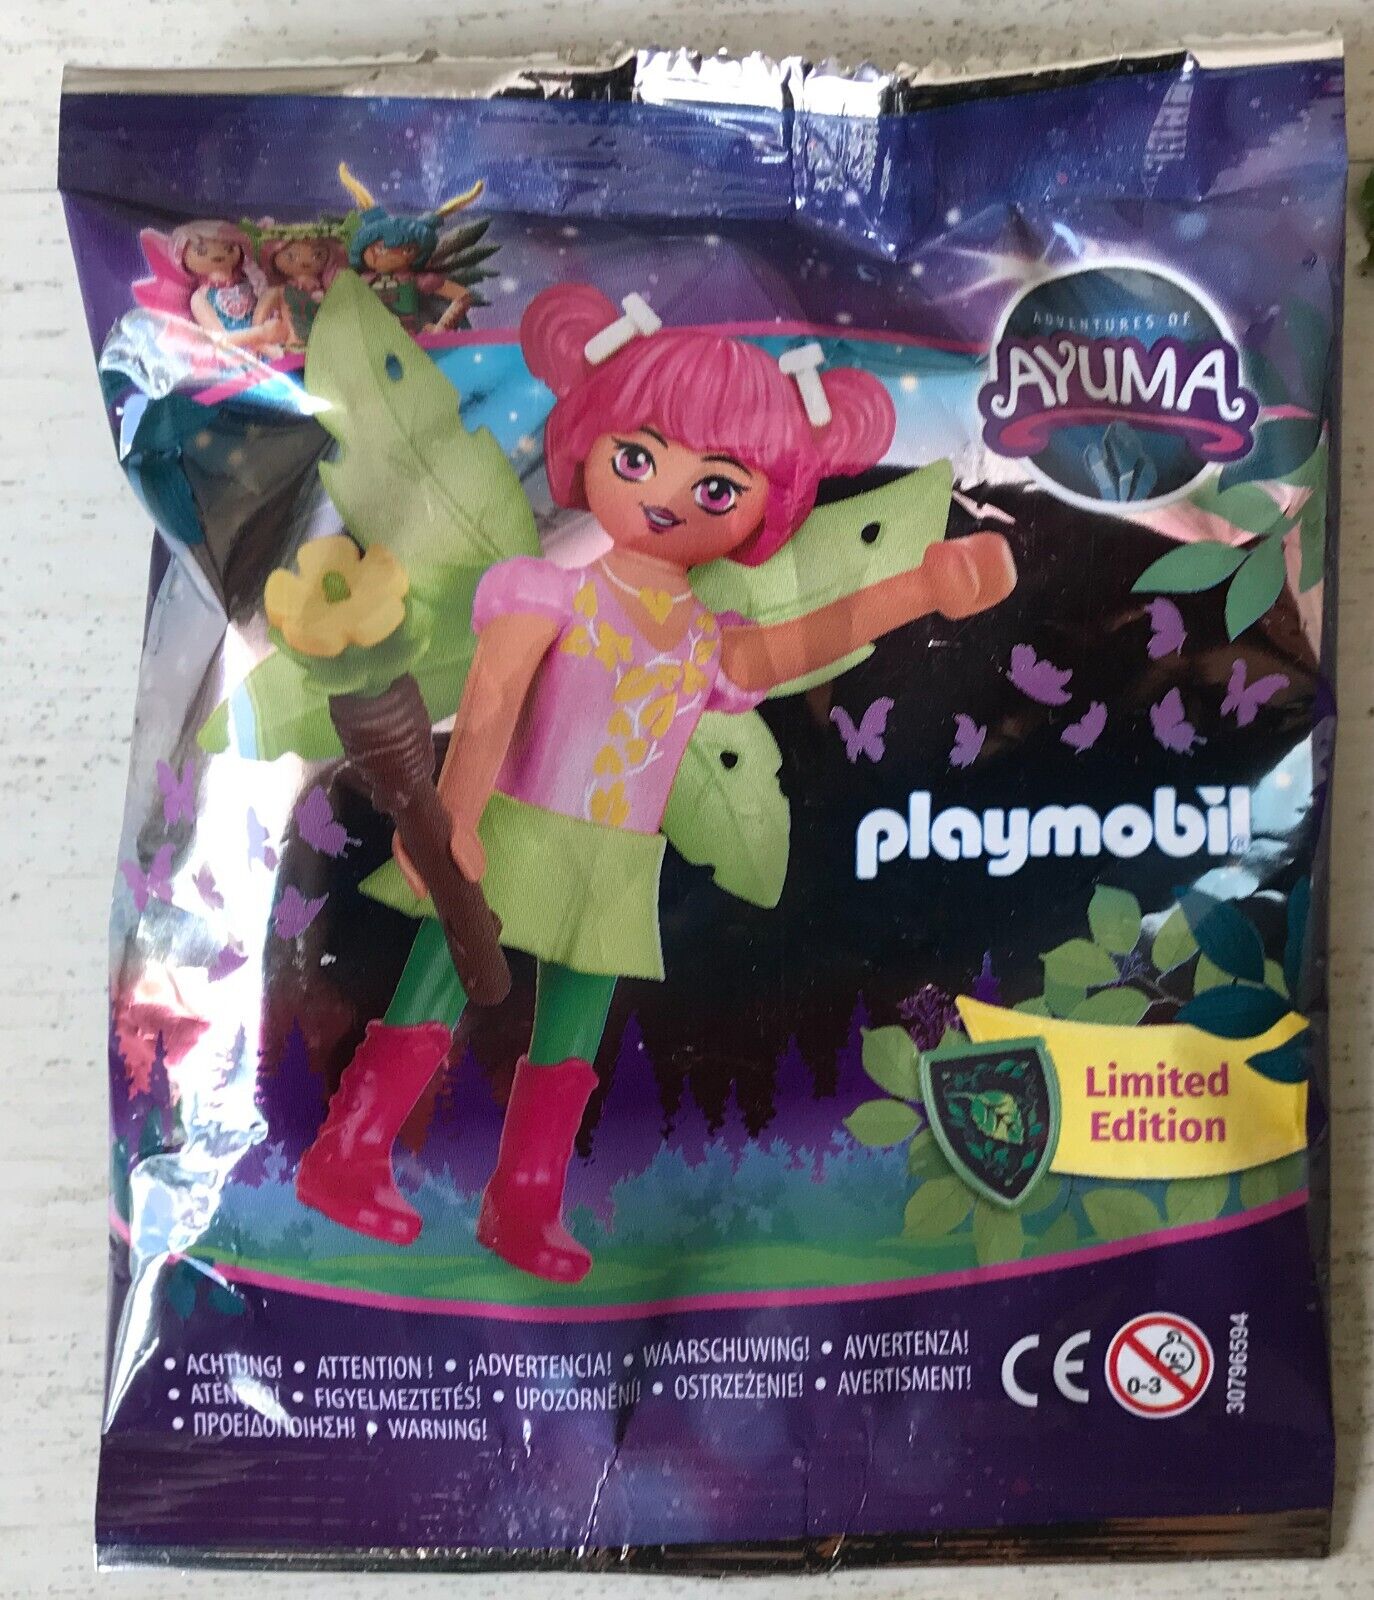 ADVENTURES OF
AYUMA
playmobil®
Limited
Edition
• ACHTUNG! • ATTENTION! • ¡ADVERTENCIA! • WAARSCHUWING! • AVVERTENZA!
• ATENÇÃO! • FIGYELMEZTETÉS! • UPOZORNĚNÍ! • OSTRZEŻENIE! • AVERTISMENT!
• ΠΡΟΕΙΔΟΠΟΙΗΣΗ! • WARNING!
CE
0-3
30796594